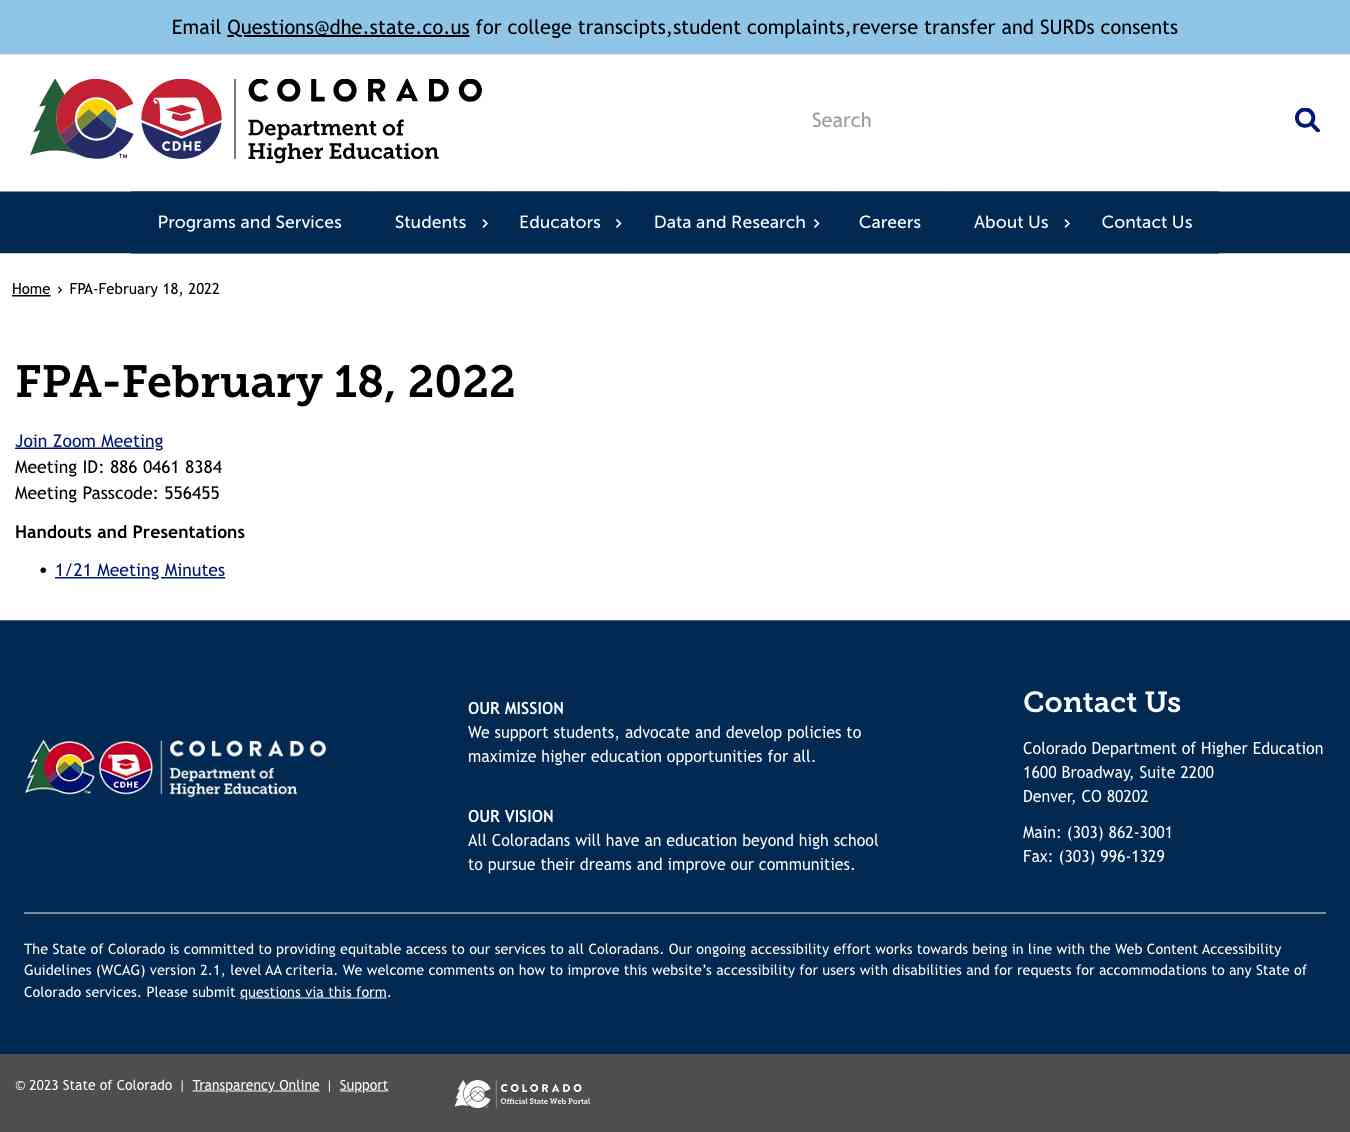 Email Questions@dhe.state.co.us for college transcipts,student complaints,reverse transfer and SURDs consents
CDHE
TM
COLORADO
Department of
Higher Education
Search
Programs and Services Students Educators Data and Research Careers About Us Contact Us
Home › FPA-February 18, 2022
FPA-February 18, 2022
Join Zoom Meeting
Meeting ID: 886 0461 8384
Meeting Passcode: 556455
Handouts and Presentations
• 1/21 Meeting Minutes
CDHE
COLORADO
Department of
Higher Education
OUR MISSION
We support students, advocate and develop policies to
maximize higher education opportunities for all.
OUR VISION
All Coloradans will have an education beyond high school
to pursue their dreams and improve our communities.
Contact Us
Colorado Department of Higher Education
1600 Broadway, Suite 2200
Denver, CO 80202
Main: (303) 862-3001
Fax: (303) 996-1329
The State of Colorado is committed to providing equitable access to our services to all Coloradans. Our ongoing accessibility effort works towards being in line with the Web Content Accessibility
Guidelines (WCAG) version 2.1, level AA criteria. We welcome comments on how to improve this website’s accessibility for users with disabilities and for requests for accommodations to any State of
Colorado services. Please submit questions via this form.
© 2023 State of Colorado | Transparency Online | Support
COLORADO
Official State Web Portal